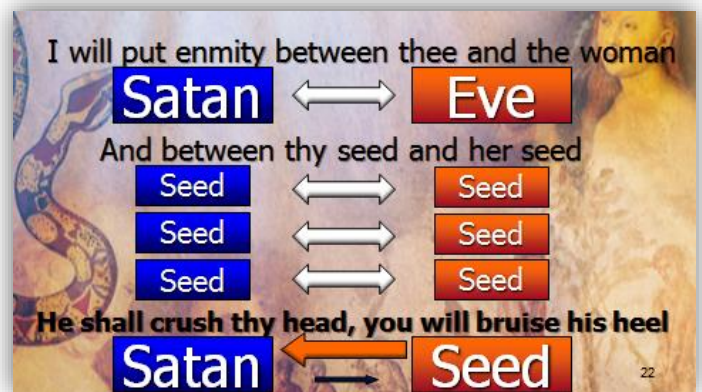 I will put enmity between thee and the woman
Satan Eve
And between thy seed and her seed
Seed Seed
Seed Seed
Seed Seed
He shall crush thy head, you will bruise his heel
Satan Seed
22